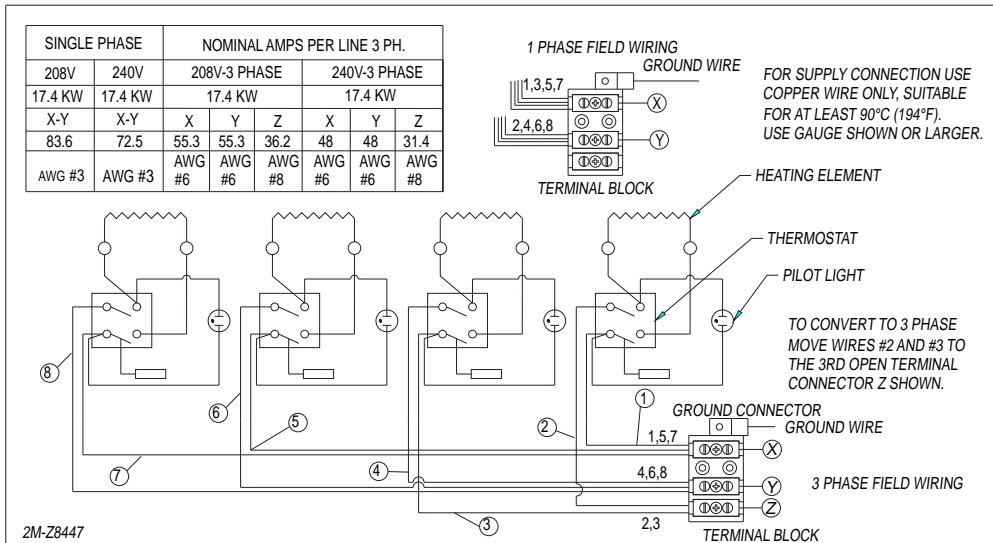 SINGLE PHASE NOMINAL AMPS PER LINE 3 PH.
208V 240V 208V-3 PHASE 240V-3 PHASE
17.4 KW 17.4 KW 17.4 KW 17.4 KW
X-Y X-Y X Y Z X Y Z
83.6 72.5 55.3 55.3 36.2 48 48 31.4
AWG #3 AWG #3 AWG #6 AWG #6 AWG #8 AWG #6 AWG #6 AWG #8
1 PHASE FIELD WIRING
GROUND WIRE
1,3,5,7
X
2,4,6,8
Y
TERMINAL BLOCK
FOR SUPPLY CONNECTION USE
COPPER WIRE ONLY, SUITABLE
FOR AT LEAST 90°C (194°F).
USE GAUGE SHOWN OR LARGER.
HEATING ELEMENT
THERMOSTAT
PILOT LIGHT
TO CONVERT TO 3 PHASE
MOVE WIRES #2 AND #3 TO
THE 3RD OPEN TERMINAL
CONNECTOR Z SHOWN.
8
6
5
7
4
2
1
3
GROUND CONNECTOR
GROUND WIRE
1,5,7
X
4,6,8
Y
3 PHASE FIELD WIRING
Z
2,3
TERMINAL BLOCK
2M-Z8447